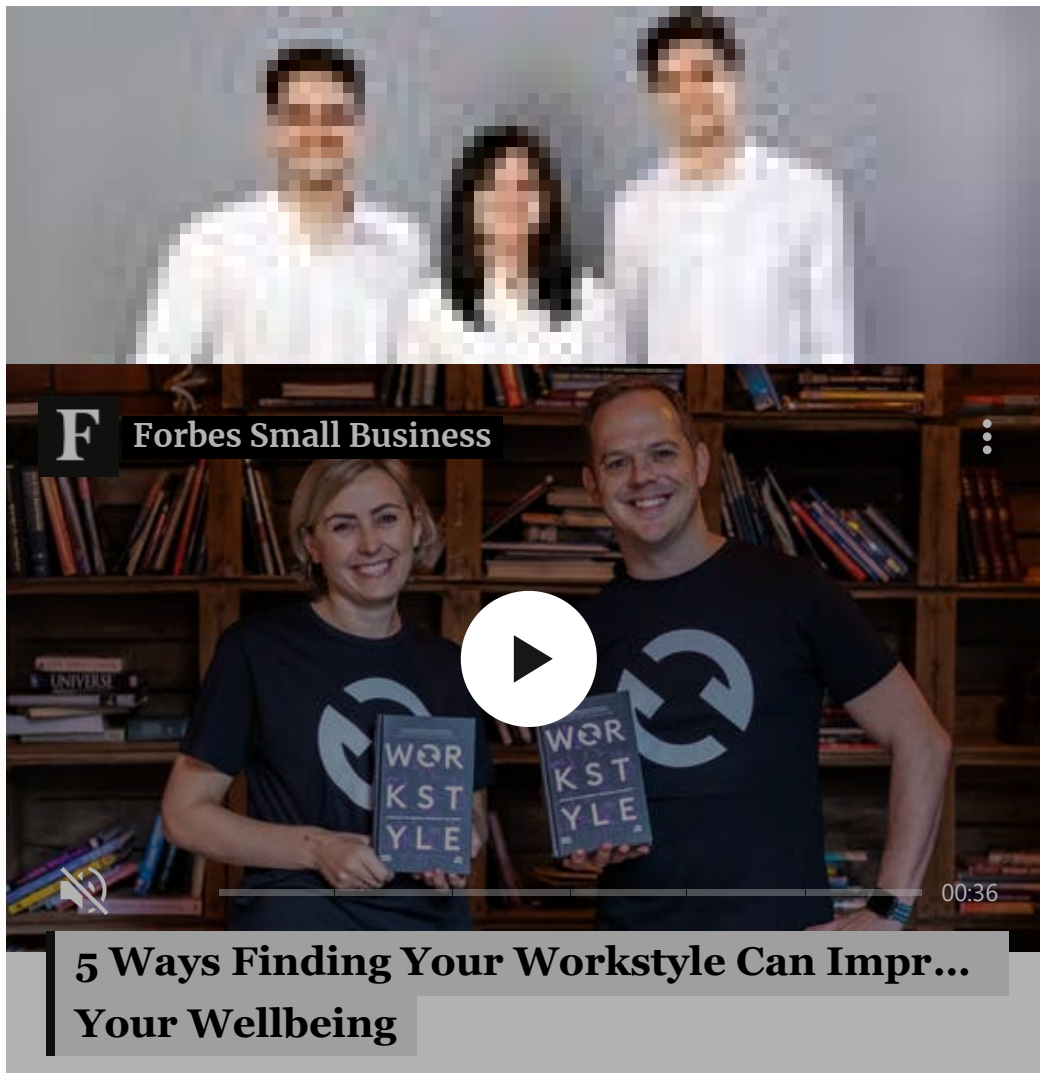 F
Forbes Small Business
UNIVERSE
WOR
KST
YLE
WOR
KST
YLE
00:36
5 Ways Finding Your Workstyle Can Impr...
Your Wellbeing